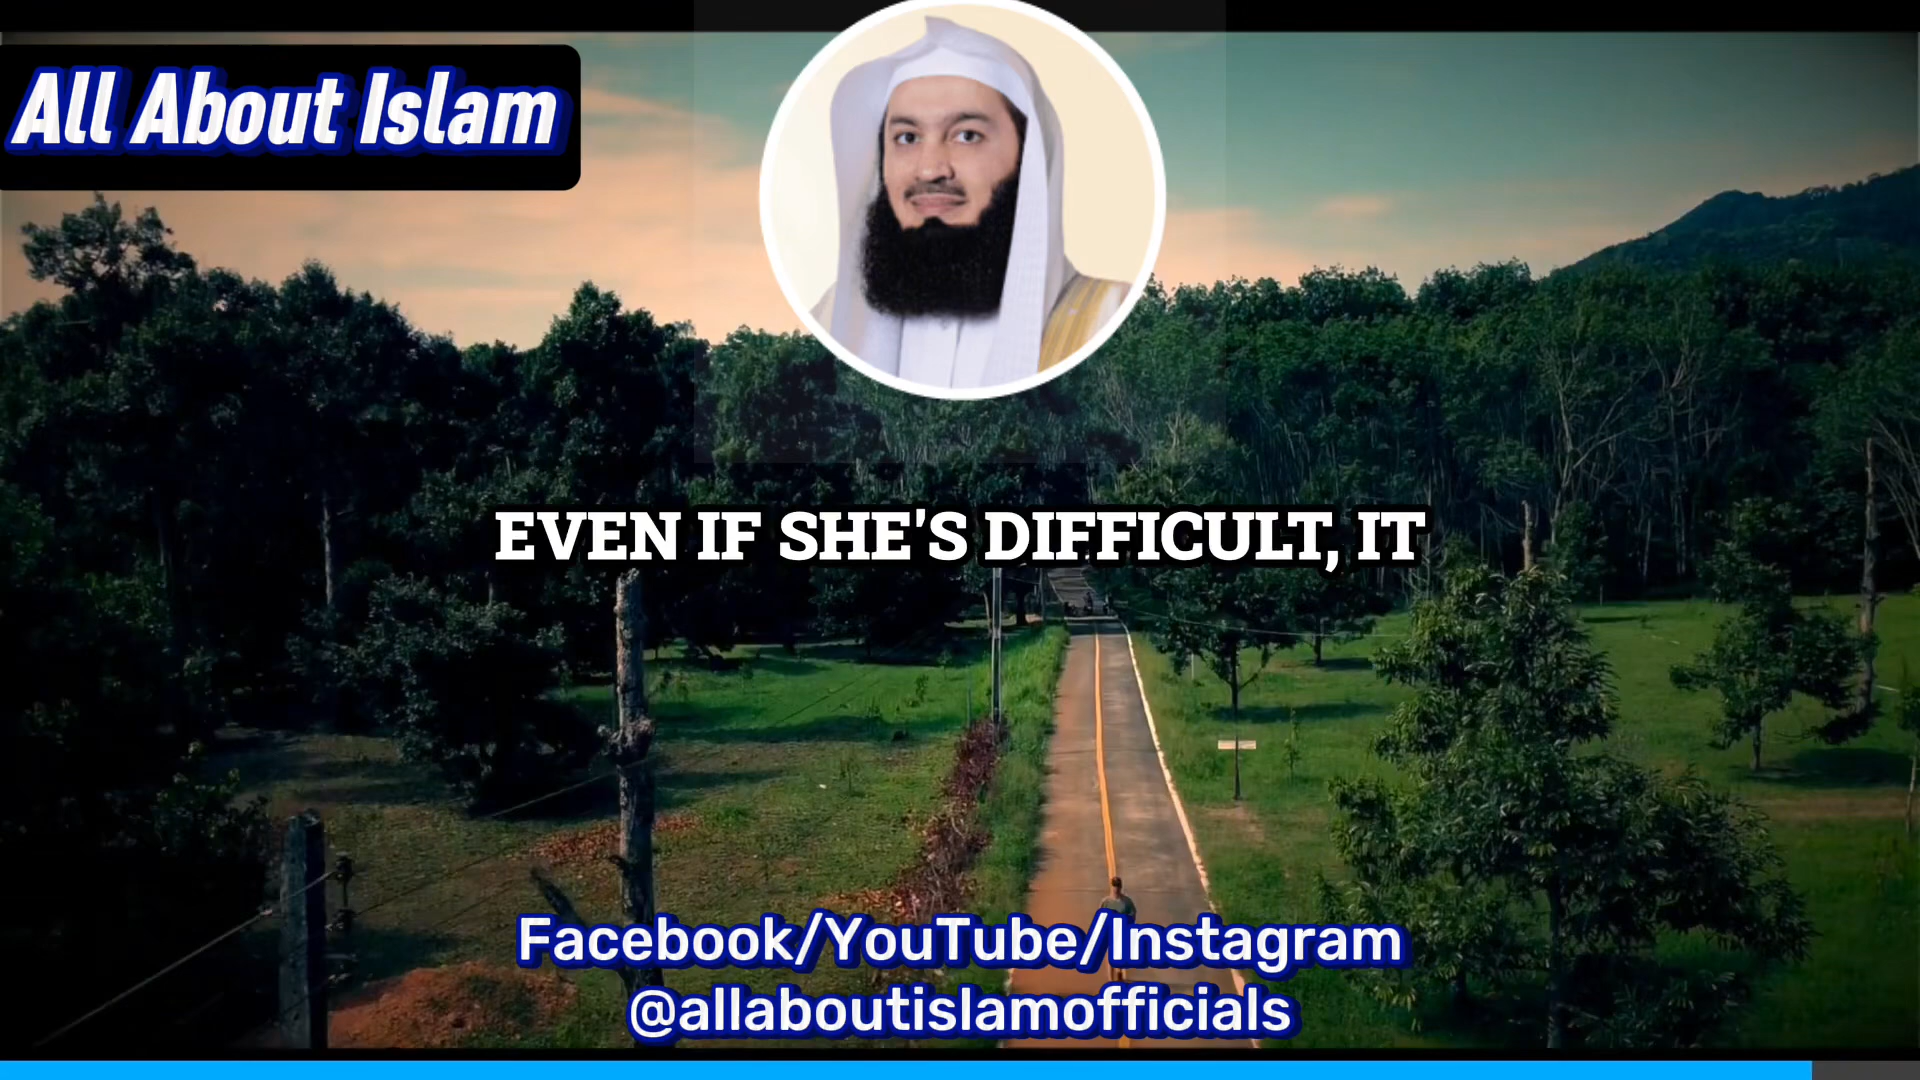 All About Islam
EVEN IF SHE'S DIFFICULT, IT
Facebook/YouTube/Instagram
@allaboutislamofficials